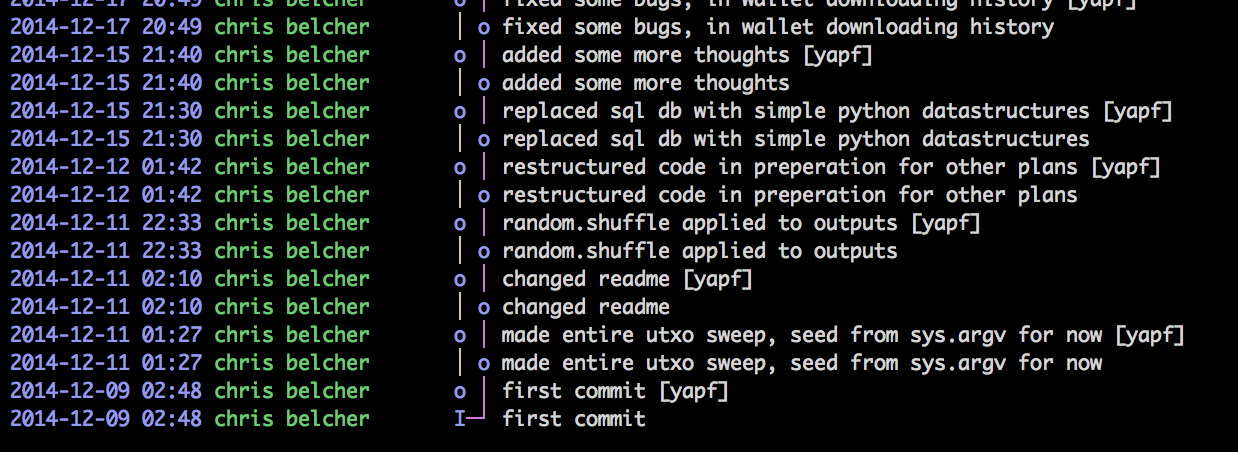 2014-12-17 20:49 chris belcher o │ fixed some bugs, in wallet downloading history [yapf]
2014-12-17 20:49 chris belcher │ o fixed some bugs, in wallet downloading history
2014-12-15 21:40 chris belcher o │ added some more thoughts [yapf]
2014-12-15 21:40 chris belcher │ o added some more thoughts
2014-12-15 21:30 chris belcher o │ replaced sql db with simple python datastructures [yapf]
2014-12-15 21:30 chris belcher │ o replaced sql db with simple python datastructures
2014-12-12 01:42 chris belcher o │ restructured code in preperation for other plans [yapf]
2014-12-12 01:42 chris belcher │ o restructured code in preperation for other plans
2014-12-11 22:33 chris belcher o │ random.shuffle applied to outputs [yapf]
2014-12-11 22:33 chris belcher │ o random.shuffle applied to outputs
2014-12-11 02:10 chris belcher o │ changed readme [yapf]
2014-12-11 02:10 chris belcher │ o changed readme
2014-12-11 01:27 chris belcher o │ made entire utxo sweep, seed from sys.argv for now [yapf]
2014-12-11 01:27 chris belcher │ o made entire utxo sweep, seed from sys.argv for now
2014-12-09 02:48 chris belcher o │ first commit [yapf]
2014-12-09 02:48 chris belcher I─┘ first commit